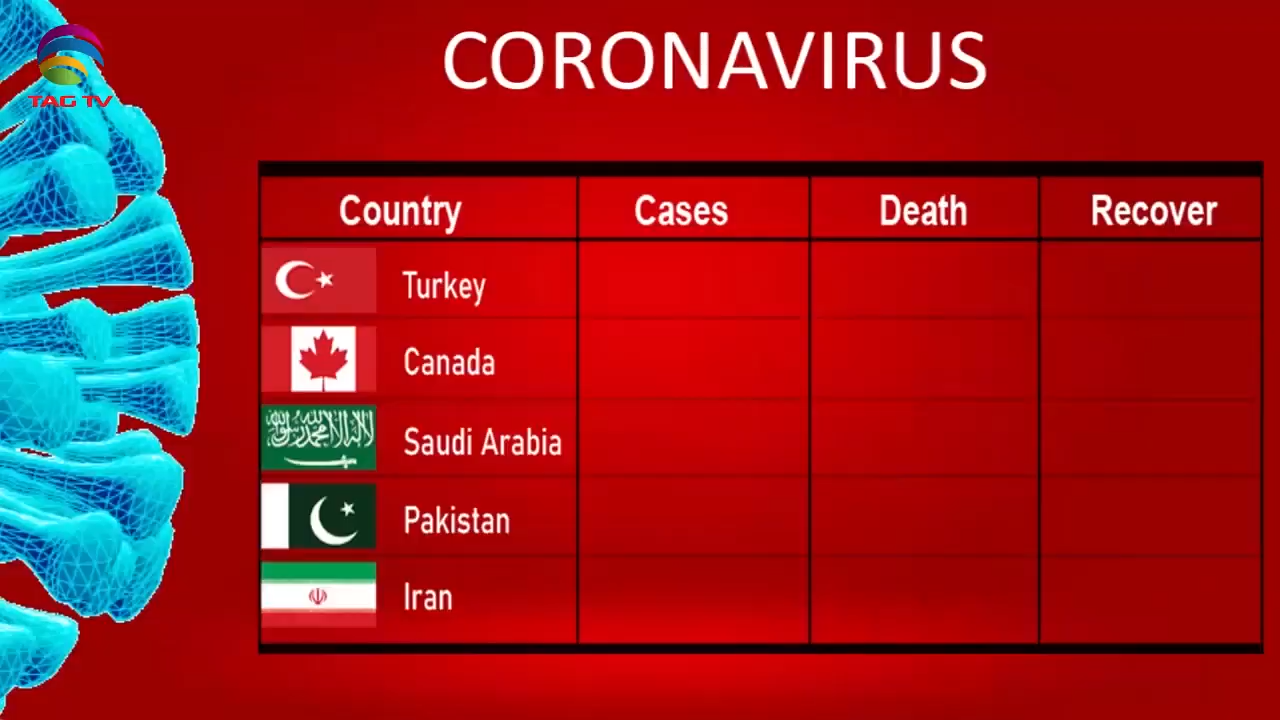 TAG TV
CORONAVIRUS
Country Cases Death Recover
Turkey
Canada
Saudi Arabia
Pakistan
Iran